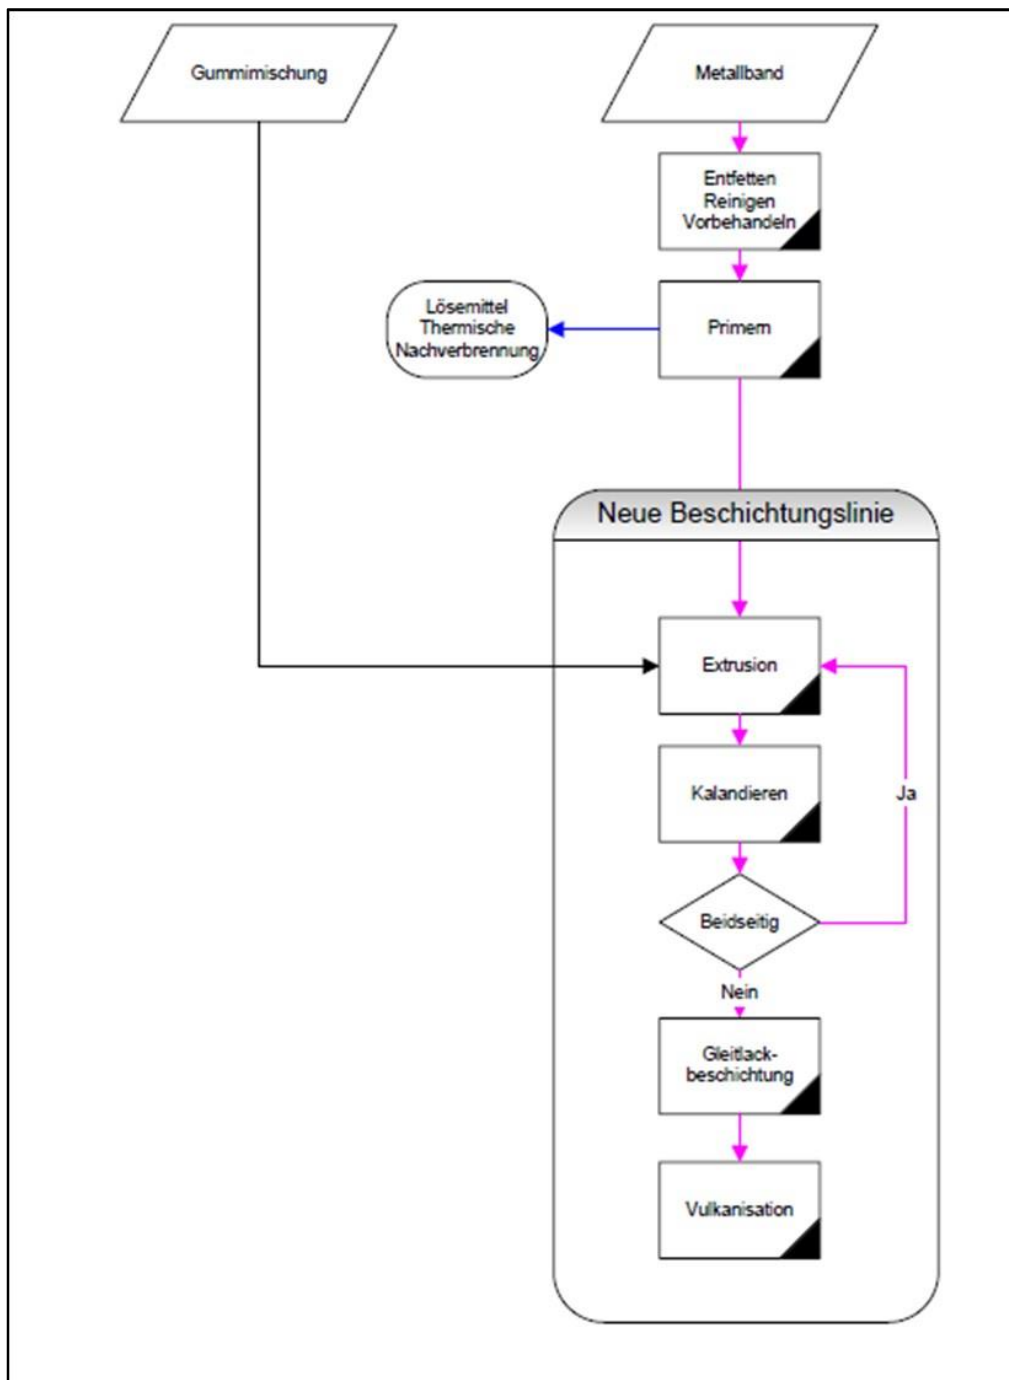 Gummimischung
Metallband
Entfetten
Reinigen
Vorbehandeln
Lösemittel
Thermische
Nachverbrennung
Primern
Neue Beschichtungslinie
Extrusion
Kalandieren
Ja
Beidseitig
Nein
Gleitlack-
beschichtung
Vulkanisation